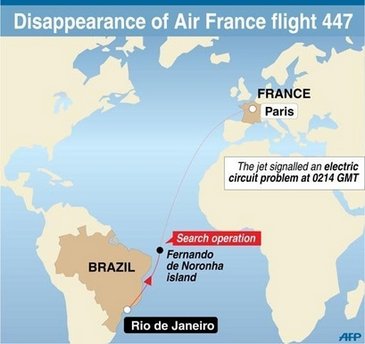 Disappearance of Air France flight 447
FRANCE
Paris
The jet signalled an electric
circuit problem at 0214 GMT
Search operation
Fernando
de Noronha
island
BRAZIL
Rio de Janeiro
AFP